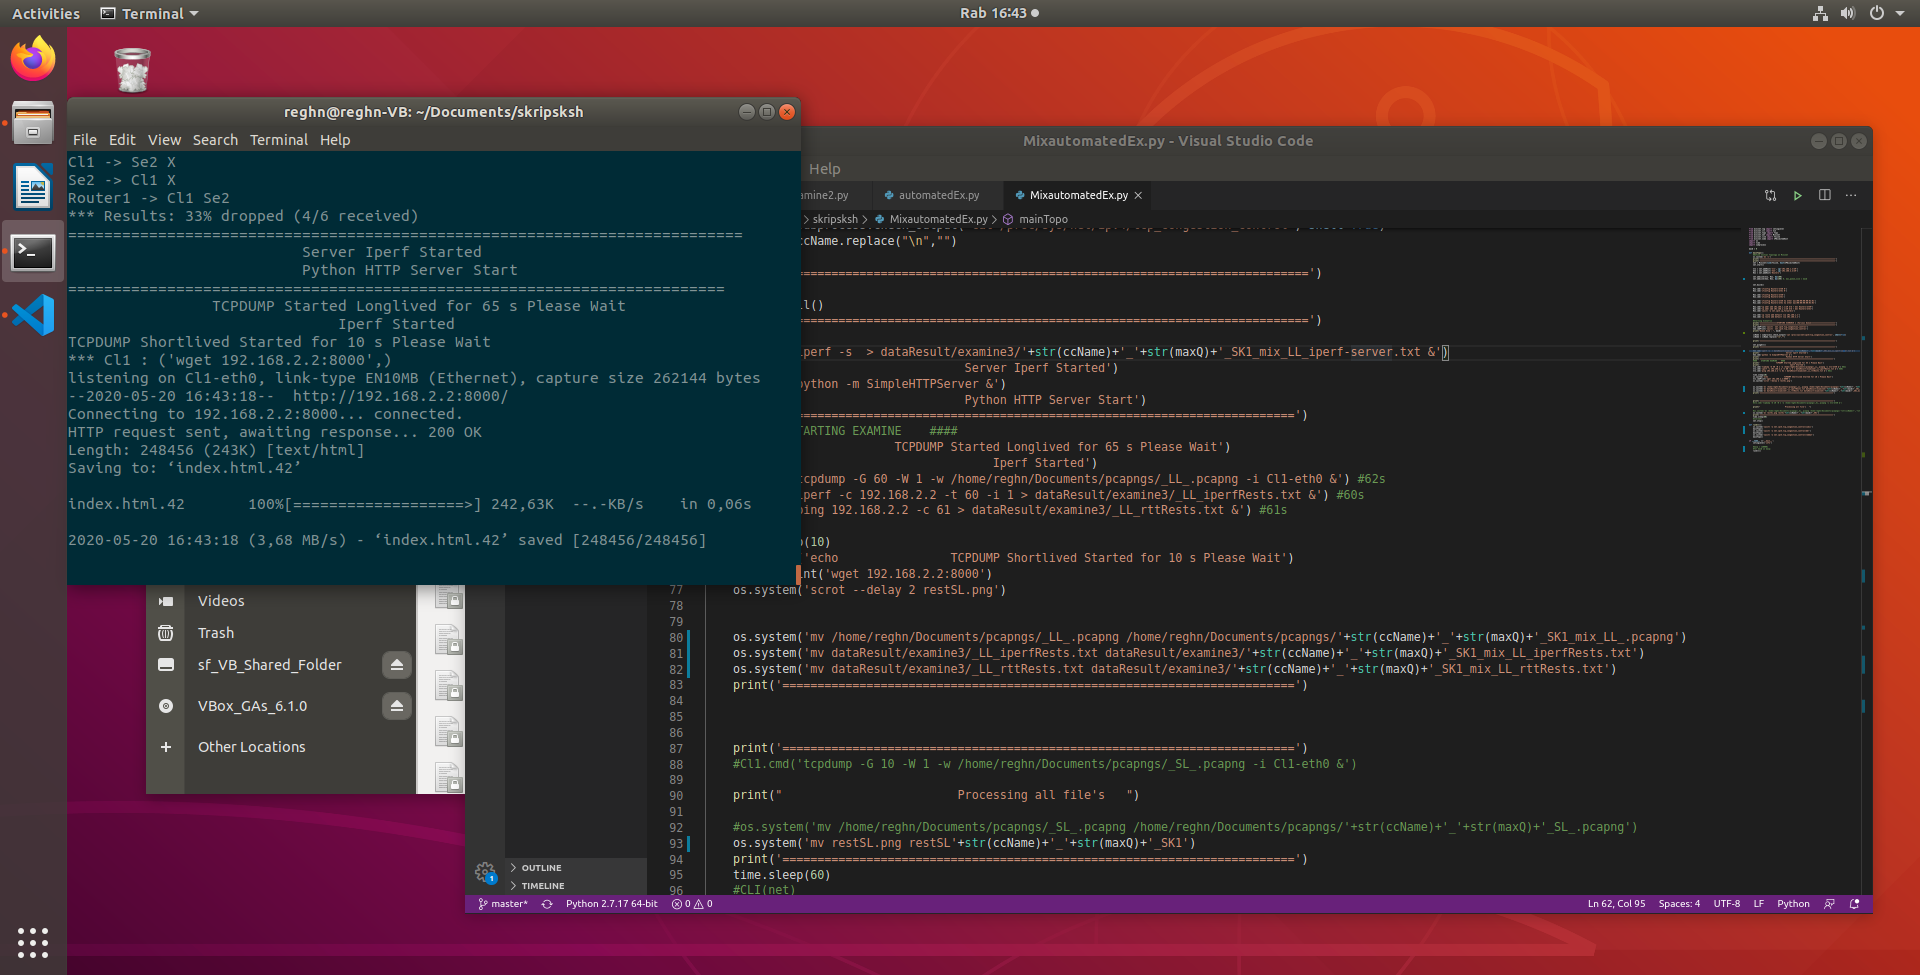 Activities
Terminal
Rab 16:43
reghn@reghn-VB: ~/Documents/skripsksh
File Edit View Search Terminal Help
Cl1 -> Se2 X
Se2 -> Cl1 X
Router1 -> Cl1 Se2
*** Results: 33% dropped (4/6 received)
===========================================================================
Server Iperf Started
Python HTTP Server Start
=========================================================================
TCPDUMP Started Longlived for 65 s Please Wait
Iperf Started
TCPDUMP Shortlived Started for 10 s Please Wait
*** Cl1 : ('wget 192.168.2.2:8000',)
listening on Cl1-eth0, link-type EN10MB (Ethernet), capture size 262144 bytes
--2020-05-20 16:43:18--  http://192.168.2.2:8000/
Connecting to 192.168.2.2:8000... connected.
HTTP request sent, awaiting response... 200 OK
Length: 248456 (243K) [text/html]
Saving to: ‘index.html.42’
index.html.42       100%[===================>] 242,63K  --.-KB/s    in 0,06s
2020-05-20 16:43:18 (3,68 MB/s) - ‘index.html.42’ saved [248456/248456]
Videos
Trash
sf_VB_Shared_Folder
VBox_GAs_6.1.0
Other Locations
MixautomatedEx.py - Visual Studio Code
Help
amine2.py
automatedEx.py
MixautomatedEx.py
skripsksh > MixautomatedEx.py > mainTopo
ccName.replace("\n","")
=========================================================================')
ll()
=========================================================================')
iperf -s  > dataResult/examine3/'+str(ccName)+'_'+str(maxQ)+'_SK1_mix_LL_iperf-server.txt &')
Server Iperf Started')
python -m SimpleHTTPServer &')
Python HTTP Server Start')
=======================================================================')
TARTING EXAMINE    ####
TCPDUMP Started Longlived for 65 s Please Wait')
Iperf Started')
tcpdump -G 60 -W 1 -w /home/reghn/Documents/pcapngs/_LL_.pcapng -i Cl1-eth0 &') #62s
iperf -c 192.168.2.2 -t 60 -i 1 > dataResult/examine3/_LL_iperfRests.txt &') #60s
ping 192.168.2.2 -c 61 > dataResult/examine3/_LL_rttRests.txt &') #61s
p(10)
'echo                TCPDUMP Shortlived Started for 10 s Please Wait')
int('wget 192.168.2.2:8000')
77 os.system('scrot --delay 2 restSL.png')
78
79
80 os.system('mv /home/reghn/Documents/pcapngs/_LL_.pcapng /home/reghn/Documents/pcapngs/'+str(ccName)+'_'+str(maxQ)+'_SK1_mix_LL_.pcapng')
81 os.system('mv dataResult/examine3/_LL_iperfRests.txt dataResult/examine3/'+str(ccName)+'_'+str(maxQ)+'_SK1_mix_LL_iperfRests.txt')
82 os.system('mv dataResult/examine3/_LL_rttRests.txt dataResult/examine3/'+str(ccName)+'_'+str(maxQ)+'_SK1_mix_LL_rttRests.txt')
83 print('=========================================================================')
84
85
86
87 print('=========================================================================')
88 #Cl1.cmd('tcpdump -G 10 -W 1 -w /home/reghn/Documents/pcapngs/_SL_.pcapng -i Cl1-eth0 &')
89
90 print("                         Processing all file's   ")
91
92 #os.system('mv /home/reghn/Documents/pcapngs/_SL_.pcapng /home/reghn/Documents/pcapngs/'+str(ccName)+'_'+str(maxQ)+'_SL_.pcapng')
93 os.system('mv restSL.png restSL'+str(ccName)+'_'+str(maxQ)+'_SK1')
94 print('=========================================================================')
95 time.sleep(60)
96 #CLI(net)
OUTLINE
TIMELINE
1
master*
Python 2.7.17 64-bit
0 0
Ln 62, Col 95
Spaces: 4
UTF-8
LF
Python